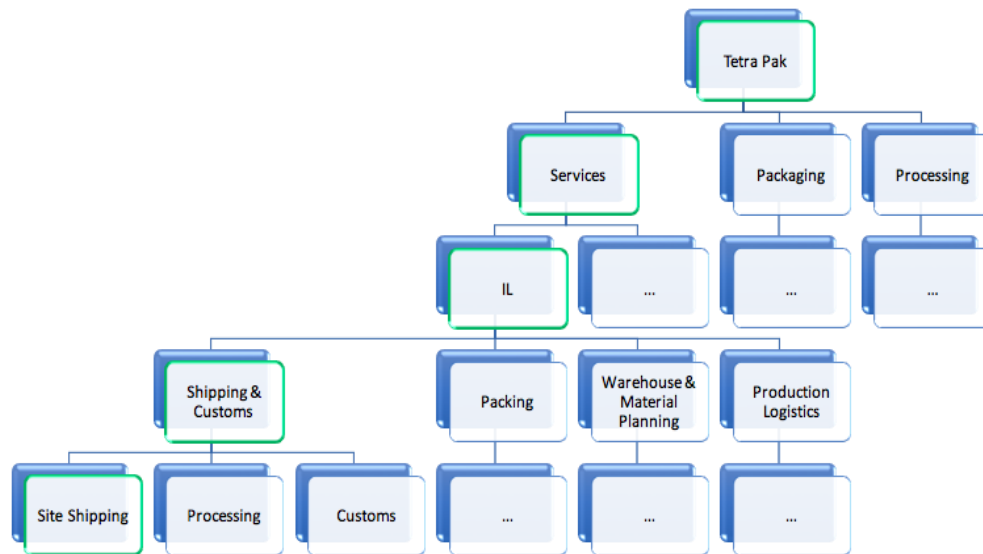 Tetra Pak
Services
Packaging
Processing
IL
...
...
...
Shipping &
Customs
Packing
Warehouse &
Material
Planning
Production
Logistics
Site Shipping
Processing
Customs
...
...
...